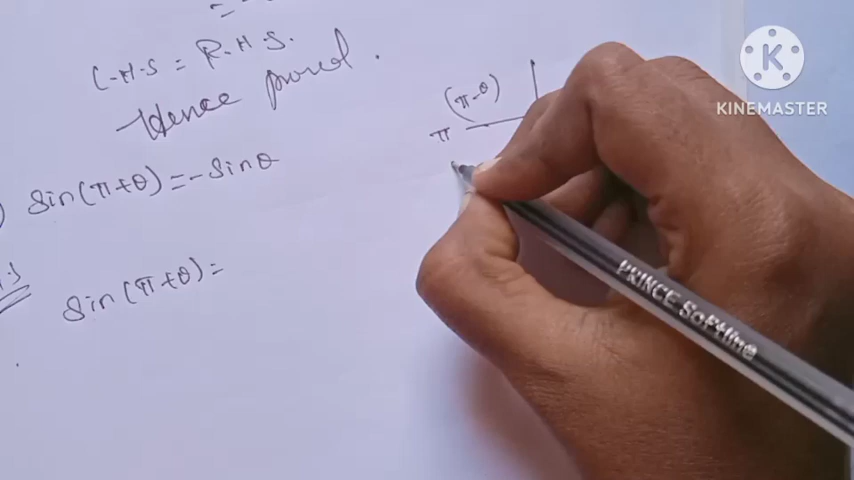 L.H.S = R.H.S.
Hence proved.
(π-θ)
π
) sin(π+θ)=-sinθ
sin(π+θ)=
K
KINEMASTER
PRINCE Softline